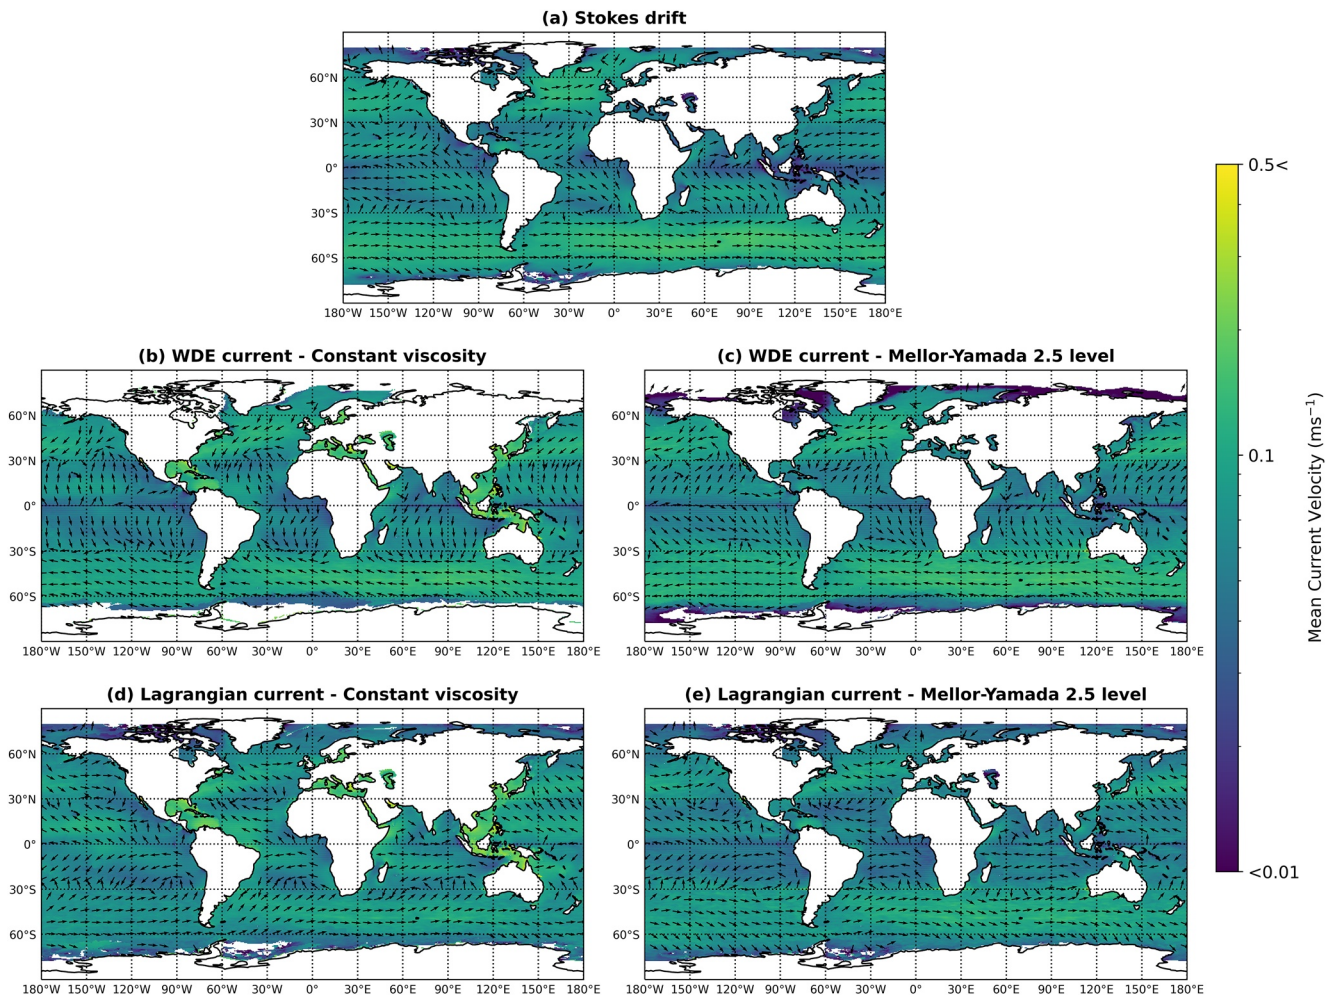 (a) Stokes drift
60°N
30°N
0°
30°S
60°S
180°W 150°W 120°W 90°W 60°W 30°W 0° 30°E 60°E 90°E 120°E 150°E 180°E
(b) WDE current - Constant viscosity
60°N
30°N
0°
30°S
60°S
180°W 150°W 120°W 90°W 60°W 30°W 0° 30°E 60°E 90°E 120°E 150°E 180°E
(c) WDE current - Mellor-Yamada 2.5 level
60°N
30°N
0°
30°S
60°S
180°W 150°W 120°W 90°W 60°W 30°W 0° 30°E 60°E 90°E 120°E 150°E 180°E
(d) Lagrangian current - Constant viscosity
60°N
30°N
0°
30°S
60°S
180°W 150°W 120°W 90°W 60°W 30°W 0° 30°E 60°E 90°E 120°E 150°E 180°E
(e) Lagrangian current - Mellor-Yamada 2.5 level
60°N
30°N
0°
30°S
60°S
180°W 150°W 120°W 90°W 60°W 30°W 0° 30°E 60°E 90°E 120°E 150°E 180°E
0.5<
0.1
<0.01
Mean Current Velocity (ms⁻¹)